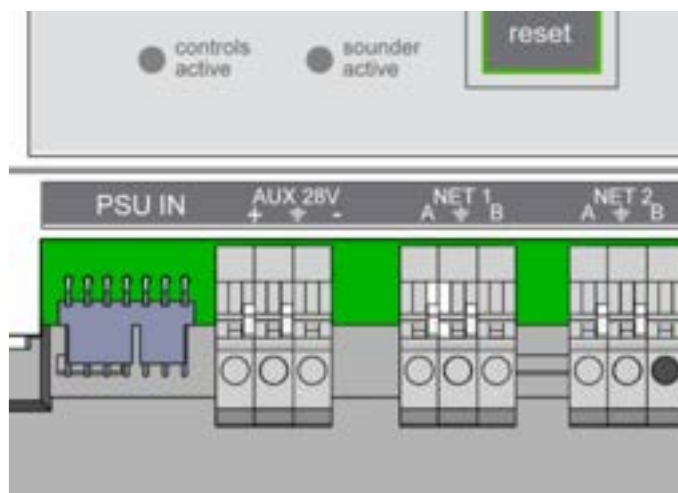 controls
active
sounder
active
reset
PSU IN
AUX 28V
+ ⏚ -
NET 1
A ⏚ B
NET 2
A ⏚ B